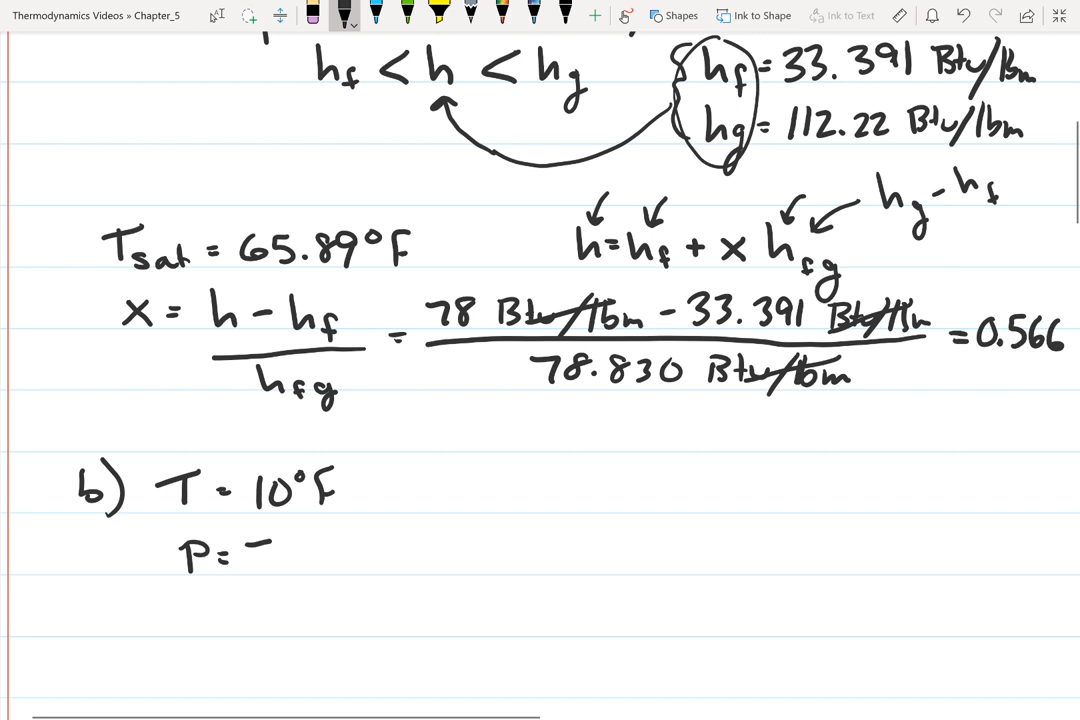 Thermodynamics Videos » Chapter_5
Shapes
Ink to Shape
Ink to Text
hf < h < hg
hf = 33.391 Btu/lbm
hg = 112.22 Btu/lbm
hg - hf
Tsat = 65.89°F
h = hf + x hfg
x = h - hf / hfg = 78 Btu/lbm - 33.391 Btu/lbm / 78.830 Btu/lbm = 0.566
b) T = 10°F
P = -